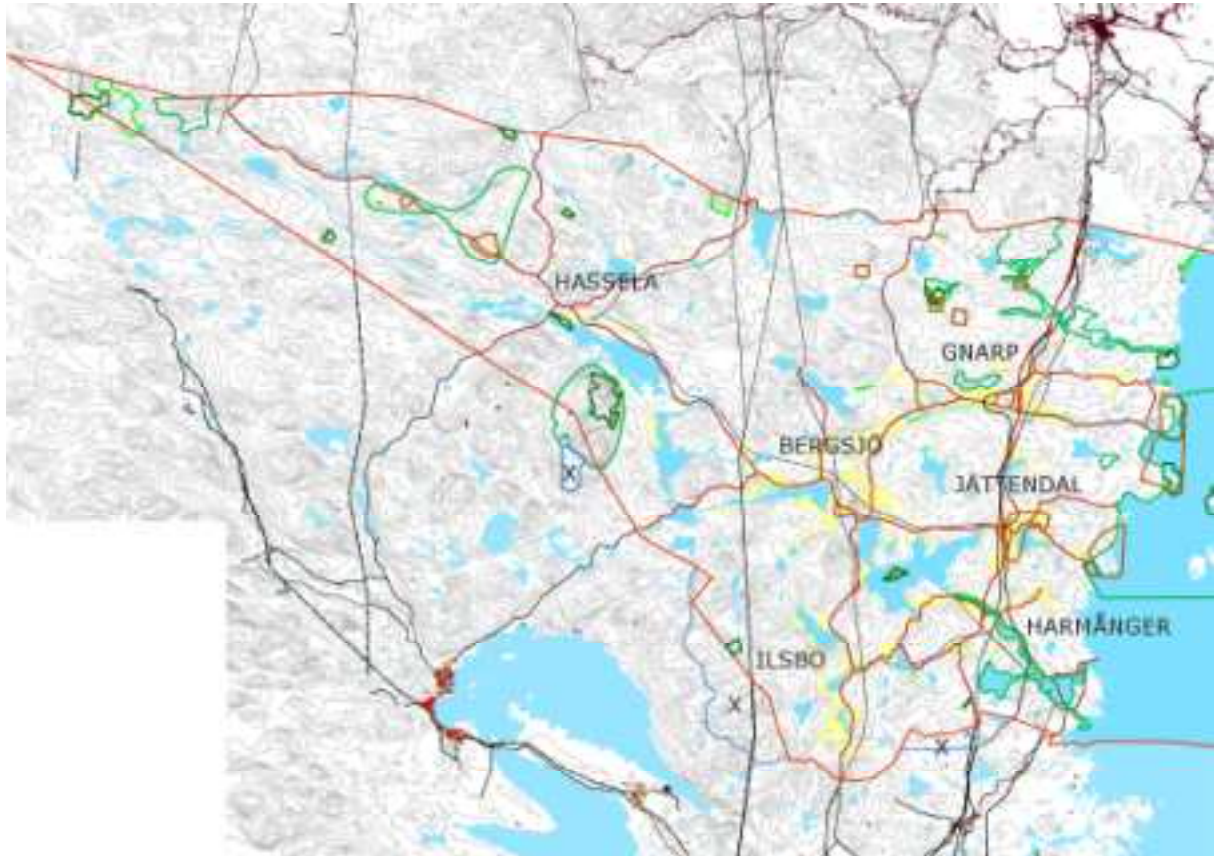 HASSELA
GNARP
BERGSJÖ
JÄTTENDAL
HARMÅNGER
ILSBO
X
X
X